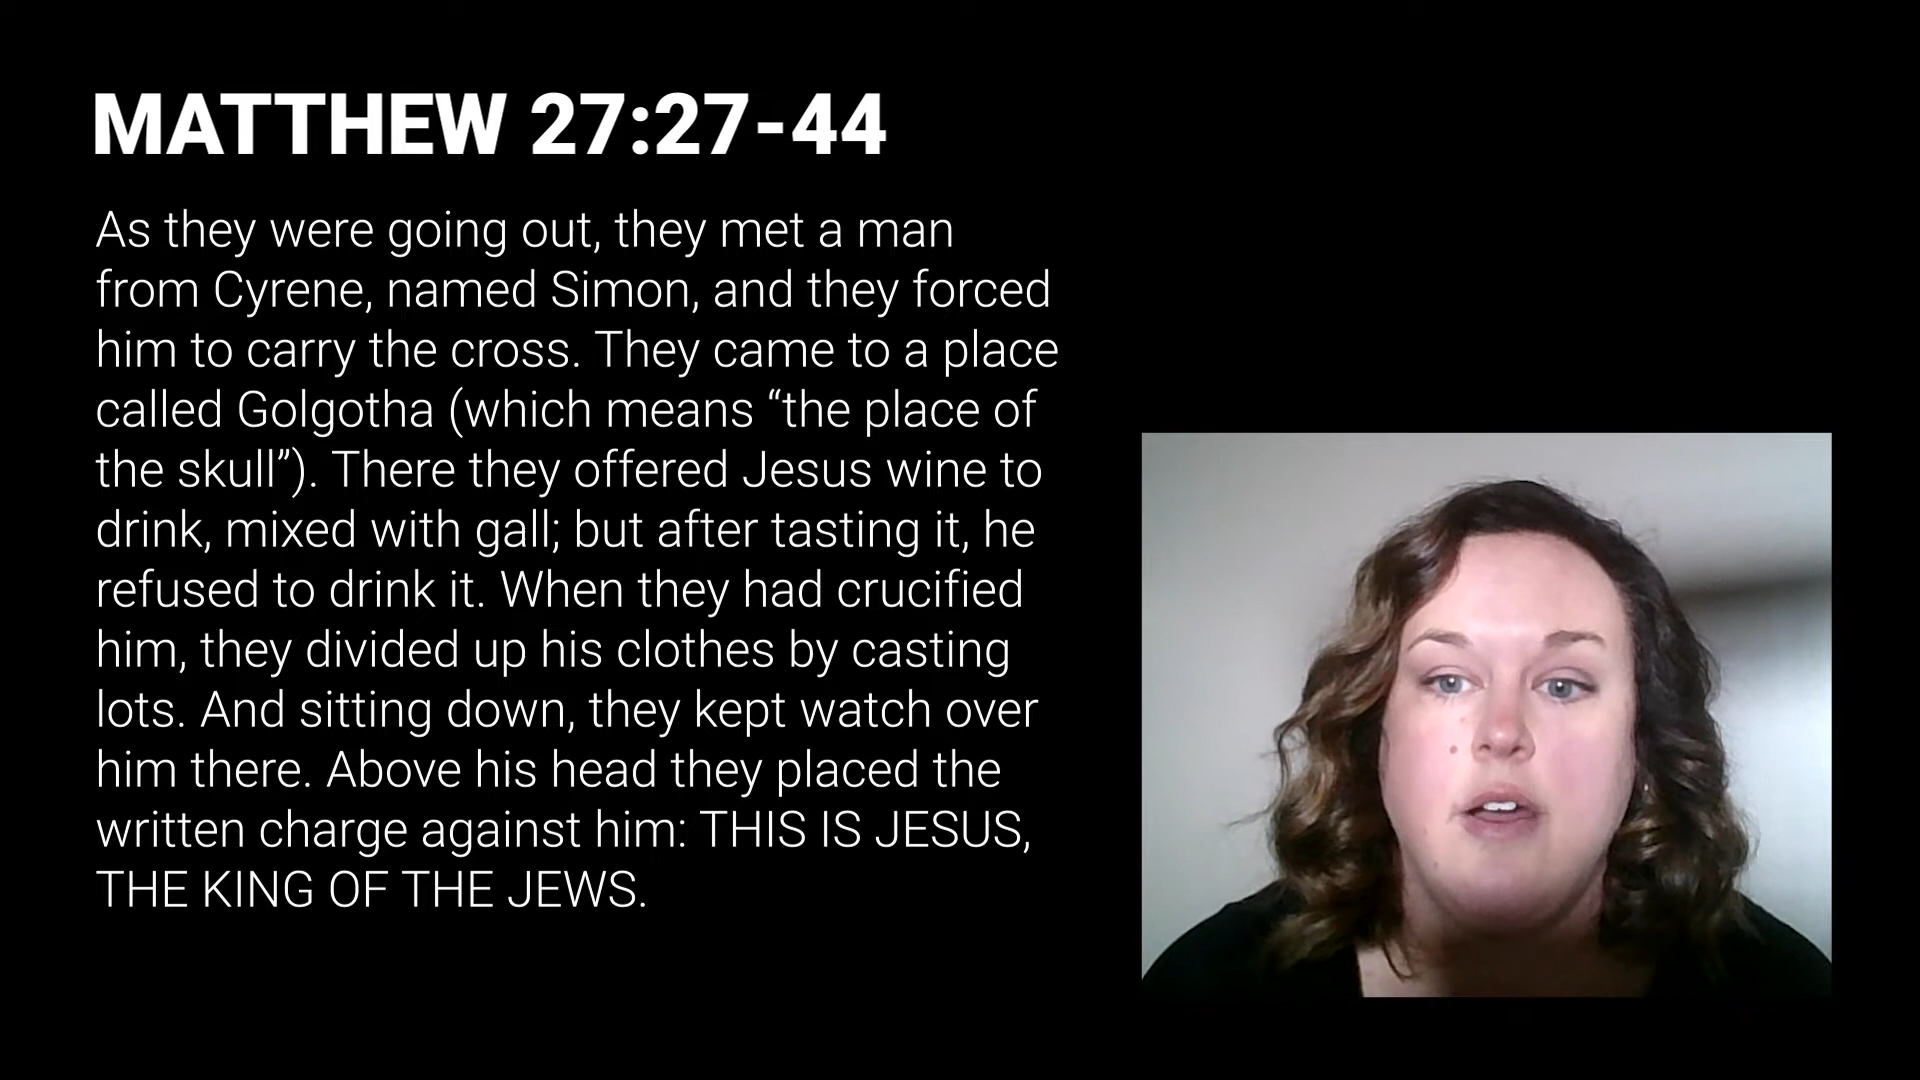 MATTHEW 27:27-44
As they were going out, they met a man
from Cyrene, named Simon, and they forced
him to carry the cross. They came to a place
called Golgotha (which means “the place of
the skull”). There they offered Jesus wine to
drink, mixed with gall; but after tasting it, he
refused to drink it. When they had crucified
him, they divided up his clothes by casting
lots. And sitting down, they kept watch over
him there. Above his head they placed the
written charge against him: THIS IS JESUS,
THE KING OF THE JEWS.